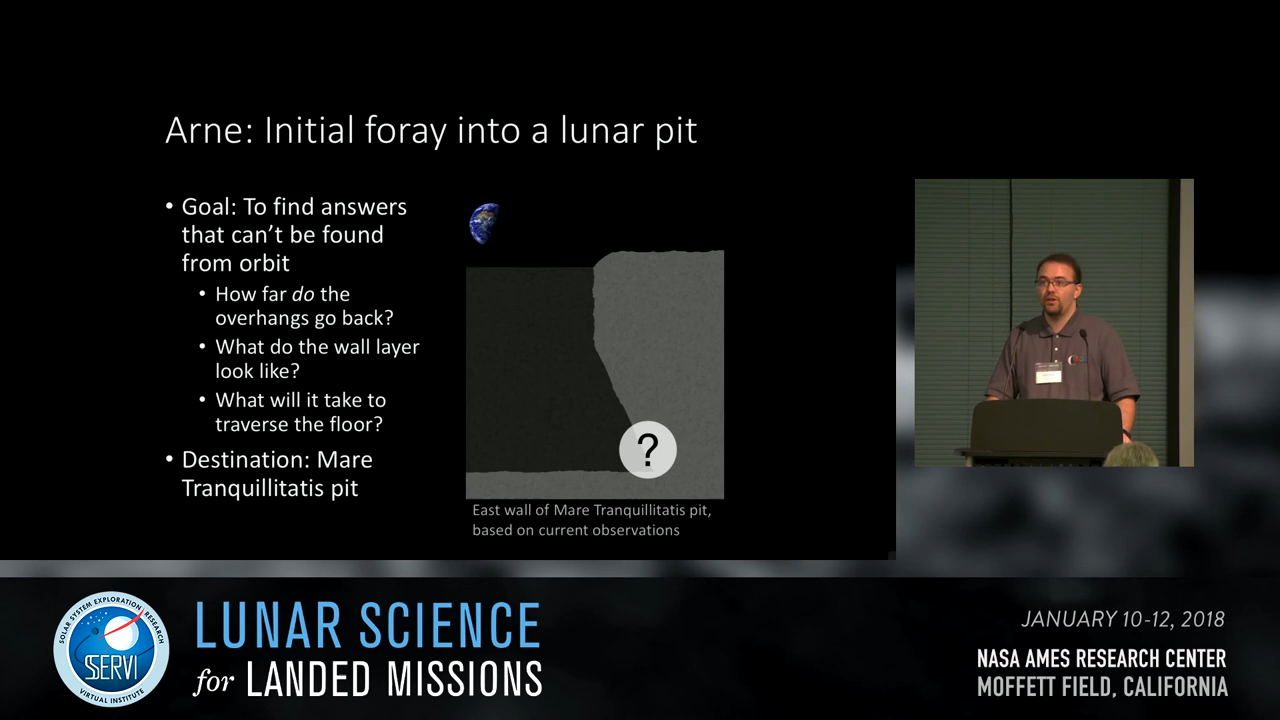 Arne: Initial foray into a lunar pit
• Goal: To find answers
that can’t be found
from orbit
• How far do the
overhangs go back?
• What do the wall layer
look like?
• What will it take to
traverse the floor?
• Destination: Mare
Tranquillitatis pit
?
East wall of Mare Tranquillitatis pit,
based on current observations
SOLAR SYSTEM EXPLORATION RESEARCH
SSERVI
VIRTUAL INSTITUTE
LUNAR SCIENCE
for LANDED MISSIONS
JANUARY 10-12, 2018
NASA AMES RESEARCH CENTER
MOFFETT FIELD, CALIFORNIA